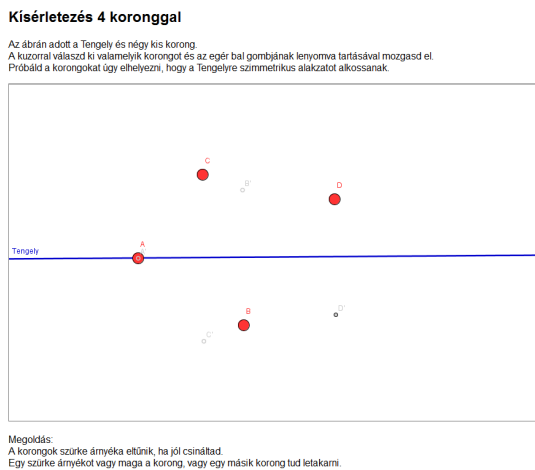 Kísérletezés 4 koronggal
Az ábrán adott a Tengely és négy kis korong.
A kuzorral válaszd ki valamelyik korongot és az egér bal gombjának lenyomva tartásával mozgasd el.
Próbáld a korongokat úgy elhelyezni, hogy a Tengelyre szimmetrikus alakzatot alkossanak.
C
B'
D
A
Tengely
B
D'
C'
Megoldás:
A korongok szürke árnyéka eltűnik, ha jól csináltad.
Egy szürke árnyékot vagy maga a korong, vagy egy másik korong tud letakarni.